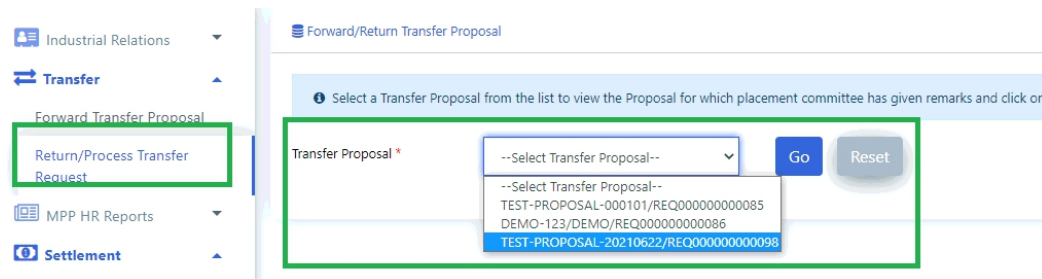 Industrial Relations
Transfer
Forward Transfer Proposal
Return/Process Transfer
Request
MPP HR Reports
Settlement
Forward/Return Transfer Proposal
Select a Transfer Proposal from the list to view the Proposal for which placement committee has given remarks and click on
Transfer Proposal *
--Select Transfer Proposal--
Go
Reset
--Select Transfer Proposal--
TEST-PROPOSAL-000101/REQ000000000085
DEMO-123/DEMO/REQ000000000086
TEST-PROPOSAL-20210622/REQ000000000098